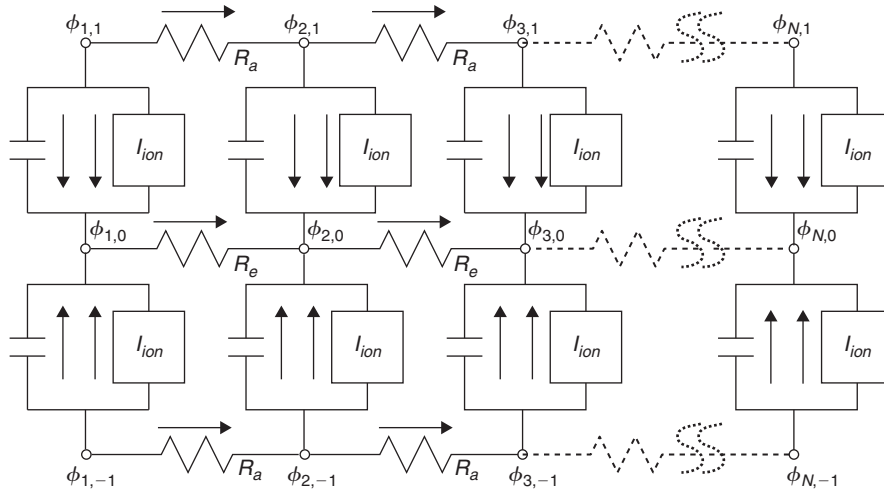 ϕ1,1 ϕ2,1 ϕ3,1 ϕN,1
Ra Ra
Iion Iion Iion Iion
ϕ1,0 ϕ2,0 ϕ3,0 ϕN,0
Re Re
Iion Iion Iion Iion
Ra Ra
ϕ1,−1 ϕ2,−1 ϕ3,−1 ϕN,−1